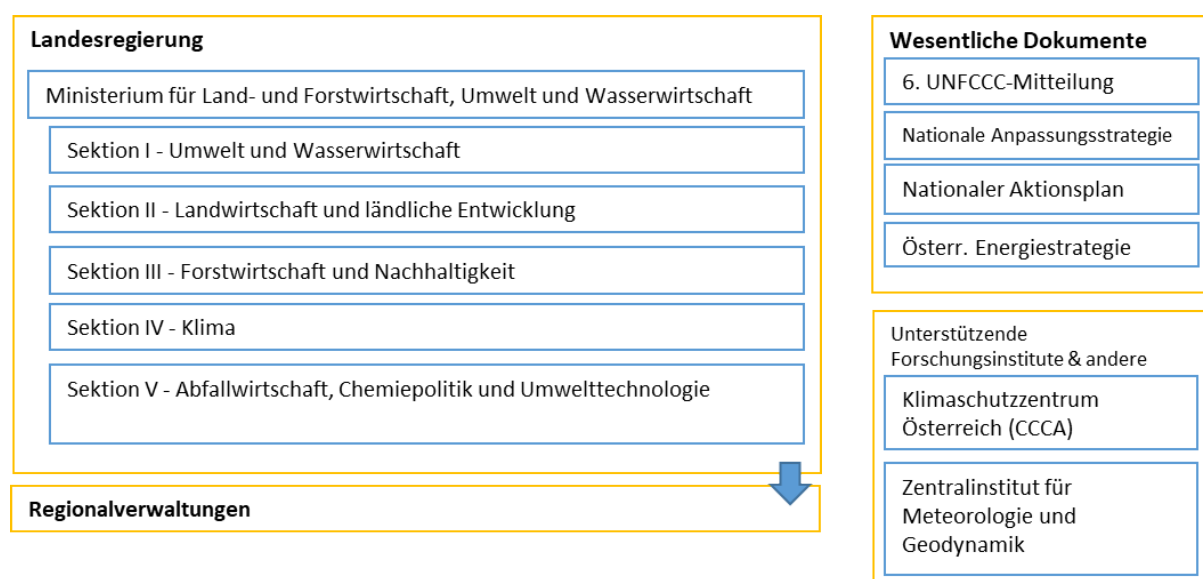 Landesregierung
Ministerium für Land- und Forstwirtschaft, Umwelt und Wasserwirtschaft
Sektion I - Umwelt und Wasserwirtschaft
Sektion II - Landwirtschaft und ländliche Entwicklung
Sektion III - Forstwirtschaft und Nachhaltigkeit
Sektion IV - Klima
Sektion V - Abfallwirtschaft, Chemiepolitik und Umwelttechnologie
Regionalverwaltungen
Wesentliche Dokumente
6. UNFCCC-Mitteilung
Nationale Anpassungsstrategie
Nationaler Aktionsplan
Österr. Energiestrategie
Unterstützende
Forschungsinstitute & andere
Klimaschutzzentrum
Österreich (CCCA)
Zentralinstitut für
Meteorologie und
Geodynamik